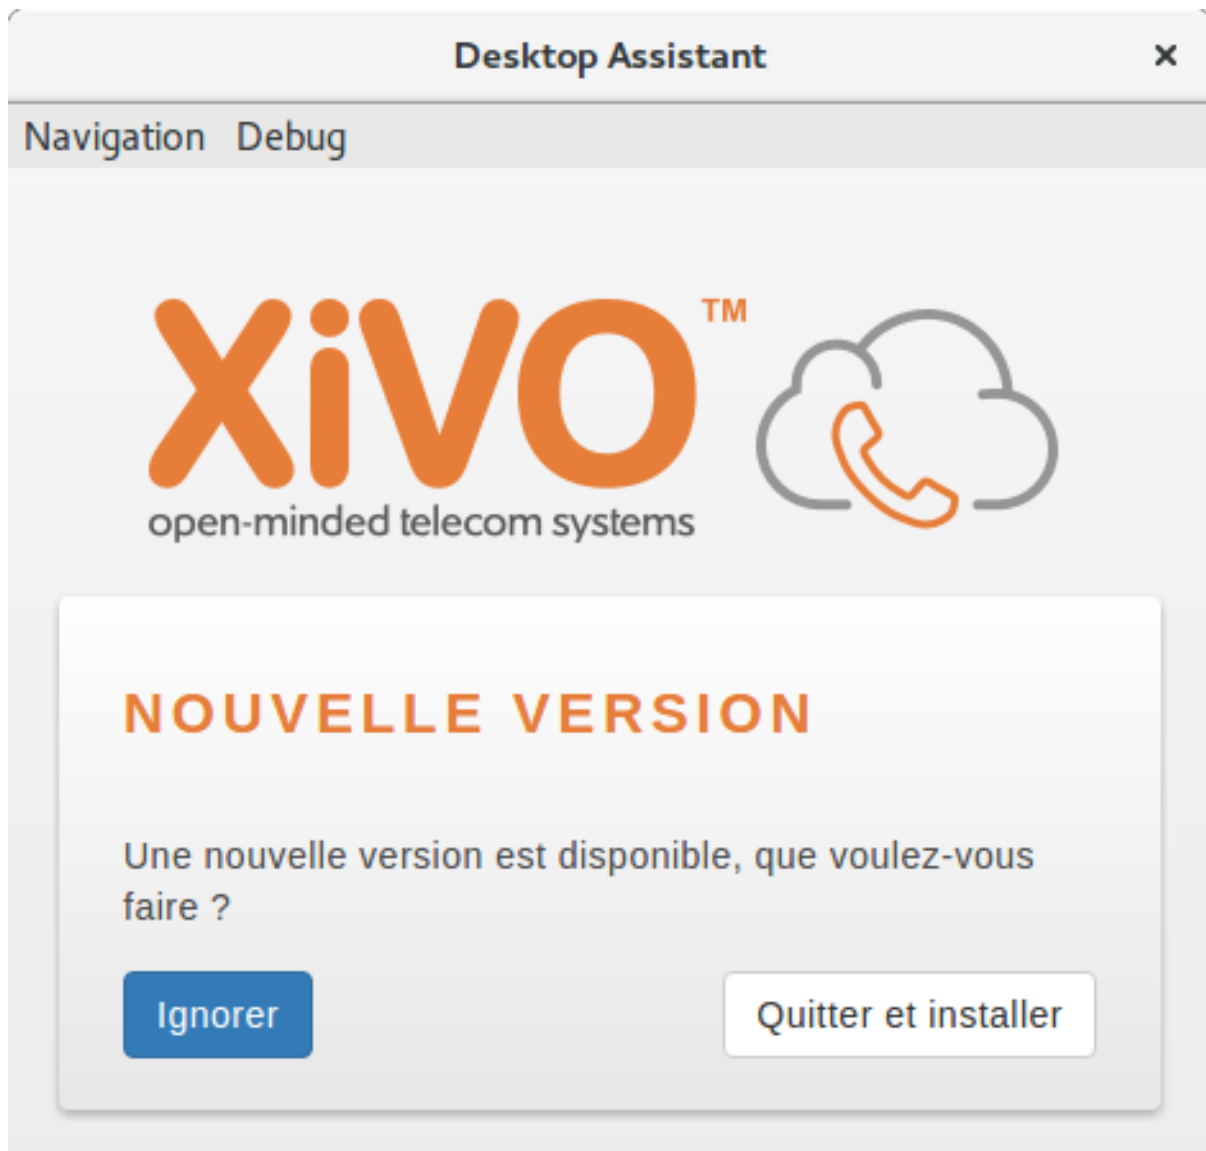 Desktop Assistant ×
Navigation Debug
XiVO™
open-minded telecom systems
NOUVELLE VERSION
Une nouvelle version est disponible, que voulez-vous
faire ?
Ignorer Quitter et installer